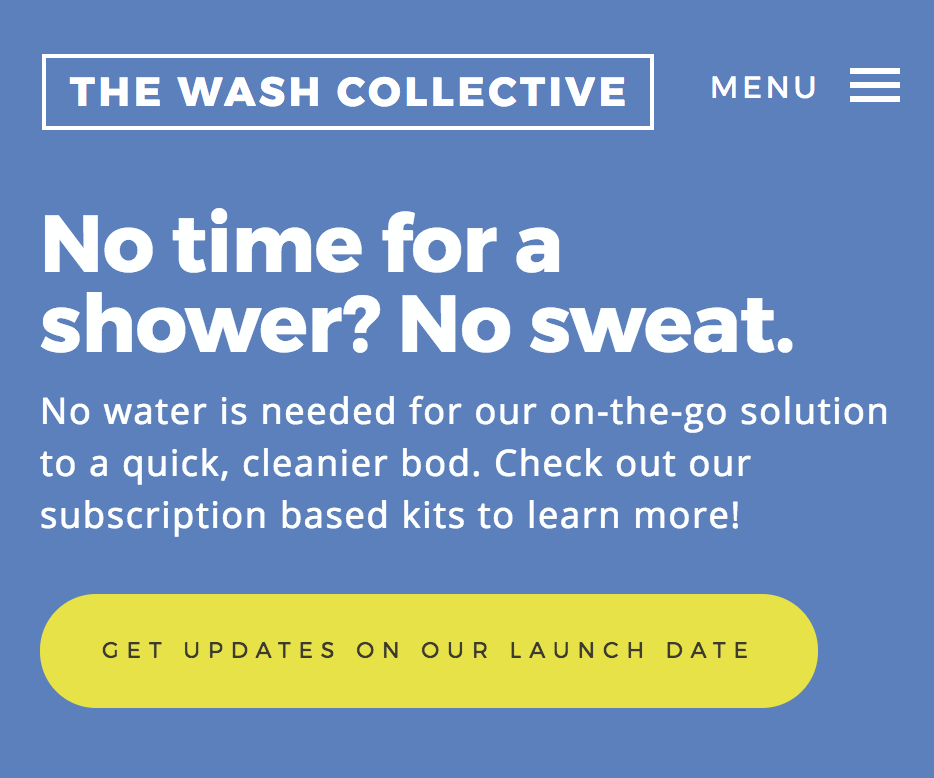 THE WASH COLLECTIVE
MENU
No time for a
shower? No sweat.
No water is needed for our on-the-go solution
to a quick, cleanier bod. Check out our
subscription based kits to learn more!
GET UPDATES ON OUR LAUNCH DATE